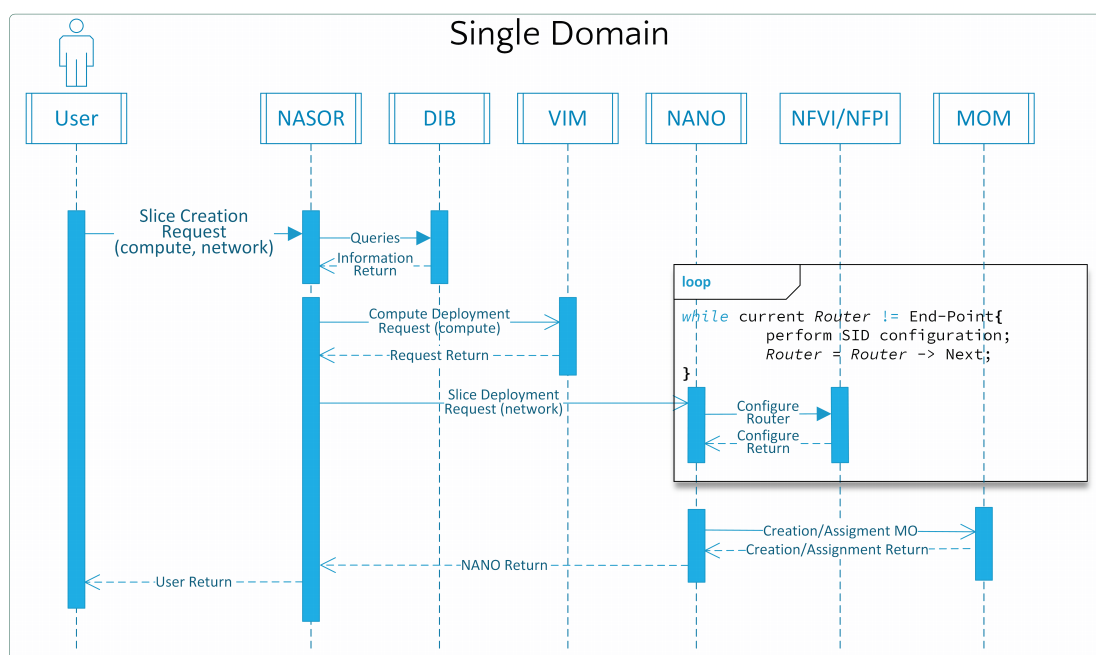 Single Domain
User
NASOR
DIB
VIM
NANO
NFVI/NFPI
MOM
Slice Creation
Request
(compute, network)
Queries
Information
Return
loop
while current Router != End-Point{
perform SID configuration;
Router = Router -> Next;
}
Compute Deployment
Request (compute)
Request Return
Slice Deployment
Request (network)
Configure
Router
Configure
Return
Creation/Assigment MO
Creation/Assignment Return
NANO Return
User Return